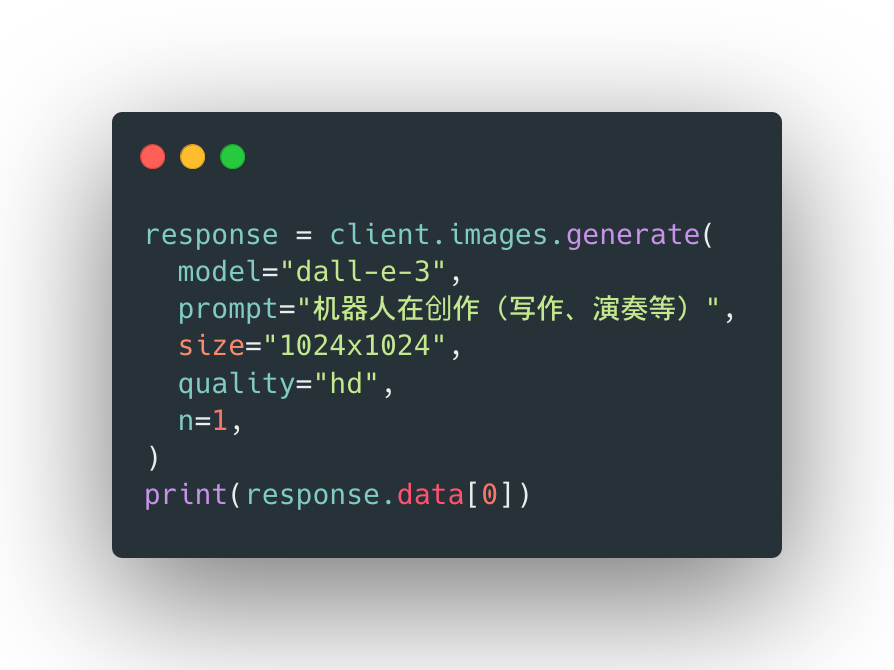 response = client.images.generate(
  model="dall-e-3",
  prompt="机器人在创作（写作、演奏等）",
  size="1024x1024",
  quality="hd",
  n=1,
)
print(response.data[0])